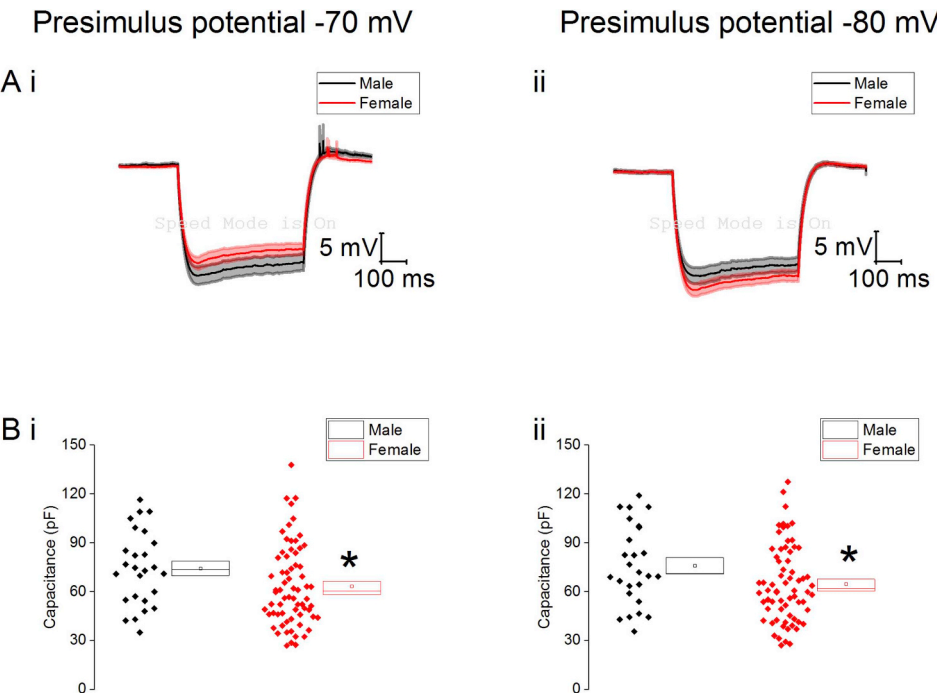 Presimulus potential -70 mV
Presimulus potential -80 mV
A i
Male
Female
Speed Mode is On
5 mV
100 ms
ii
Male
Female
Speed Mode is On
5 mV
100 ms
B i
Male
Female
150
120
90
60
30
0
Capacitance (pF)
*
ii
Male
Female
150
120
90
60
30
0
Capacitance (pF)
*